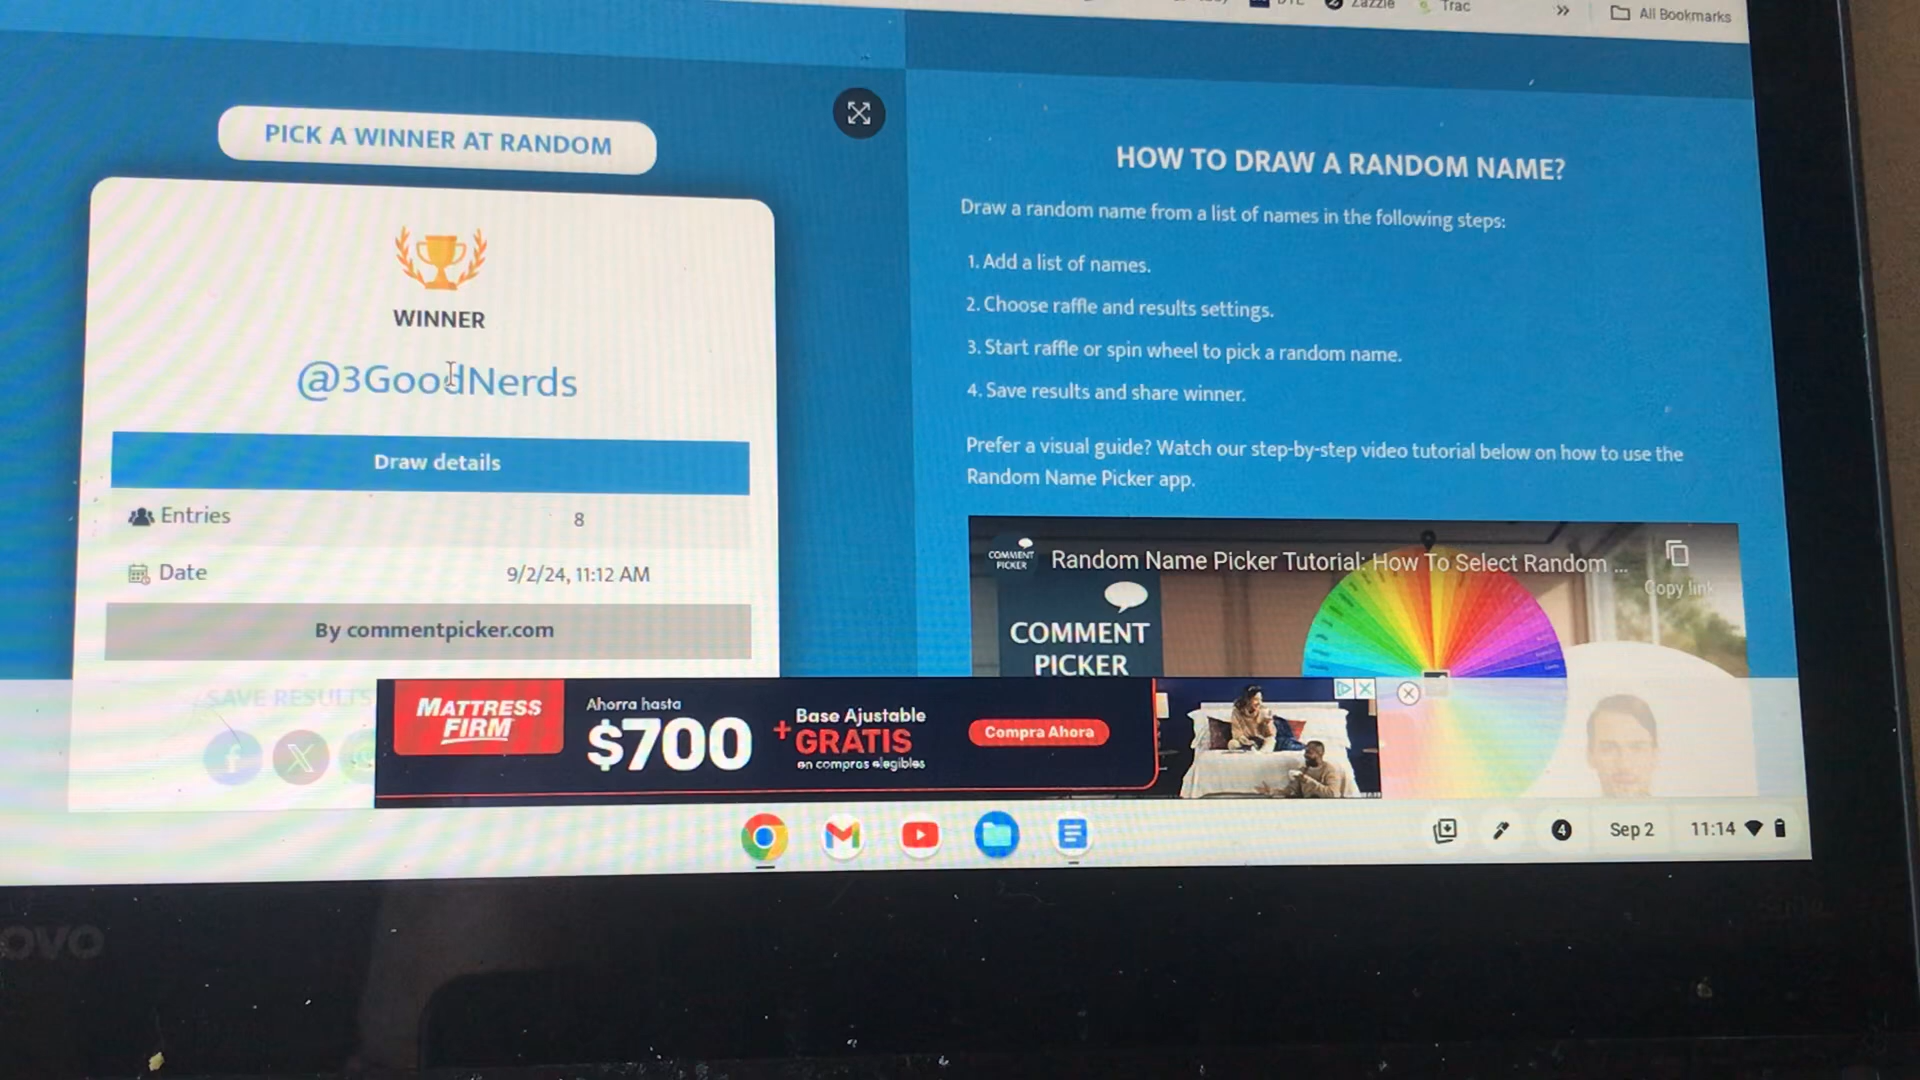 Zazzle
Trac
All Bookmarks
PICK A WINNER AT RANDOM
WINNER
@3GoodNerds
Draw details
Entries 8
Date 9/2/24, 11:12 AM
By commentpicker.com
SAVE RESULTS
HOW TO DRAW A RANDOM NAME?
Draw a random name from a list of names in the following steps:
1. Add a list of names.
2. Choose raffle and results settings.
3. Start raffle or spin wheel to pick a random name.
4. Save results and share winner.
Prefer a visual guide? Watch our step-by-step video tutorial below on how to use the
Random Name Picker app.
COMMENT
PICKER
Random Name Picker Tutorial: How To Select Random ...
Copy link
COMMENT
PICKER
MATTRESS
FIRM
Ahorra hasta
$700
+ Base Ajustable
GRATIS
en compras elegibles
Compra Ahora
4
Sep 2
11:14